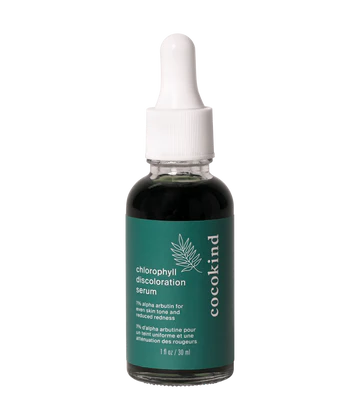 cocokind
chlorophyll
discoloration
serum
1% alpha arbutin for
even skin tone and
reduced redness
1% d'alpha arbutine pour
un teint uniforme et une
atténuation des rougeurs
1 fl oz / 30 ml